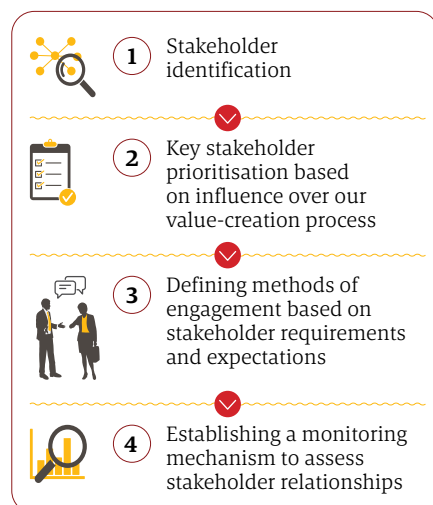 1
Stakeholder
identification
2
Key stakeholder
prioritisation based
on influence over our
value-creation process
3
Defining methods of
engagement based on
stakeholder requirements
and expectations
4
Establishing a monitoring
mechanism to assess
stakeholder relationships